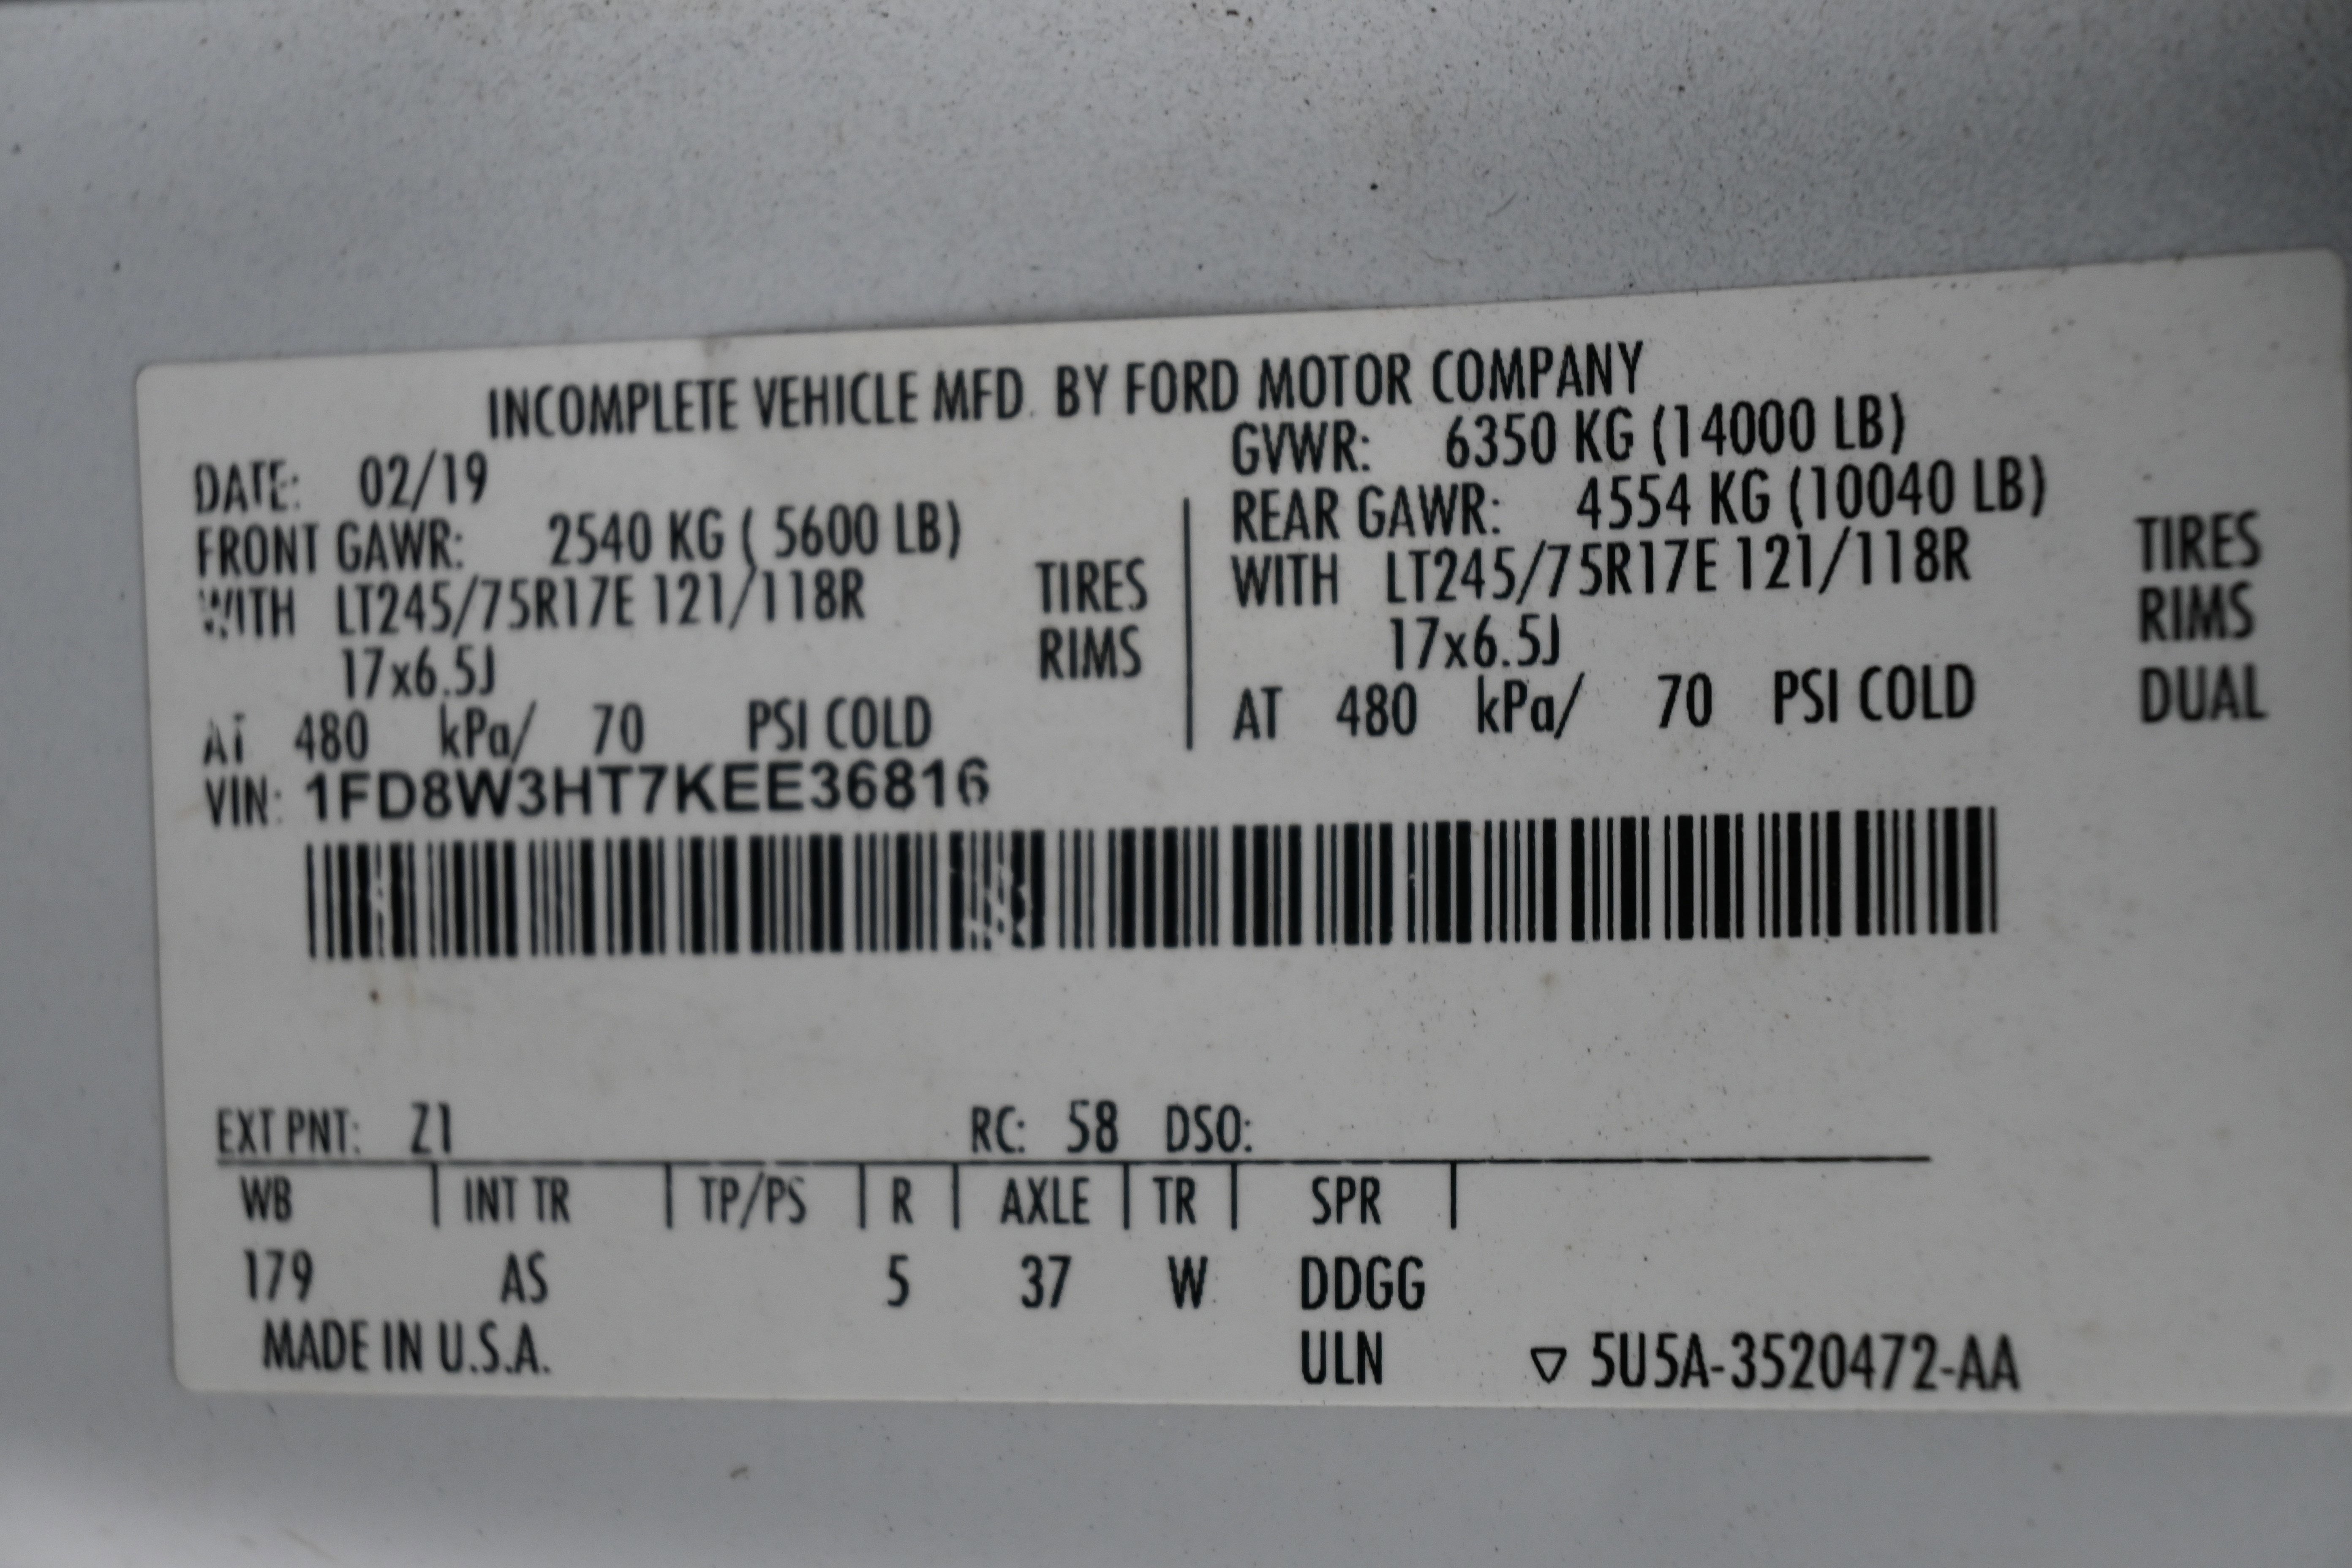 INCOMPLETE VEHICLE MFD. BY FORD MOTOR COMPANY
DATE: 02/19
GVWR: 6350 KG (14000 LB)
FRONT GAWR: 2540 KG ( 5600 LB)
REAR GAWR: 4554 KG (10040 LB)
WITH LT245/75R17E 121/118R TIRES
WITH LT245/75R17E 121/118R TIRES
17x6.5J RIMS
17x6.5J RIMS
AT 480 kPa/ 70 PSI COLD
AT 480 kPa/ 70 PSI COLD DUAL
VIN: 1FD8W3HT7KEE36816
EXT PNT: Z1 RC: 58 DSO:
WB | INT TR | TP/PS | R | AXLE | TR | SPR |
179 AS 5 37 W DDGG
MADE IN U.S.A. ULN ▽ 5U5A-3520472-AA